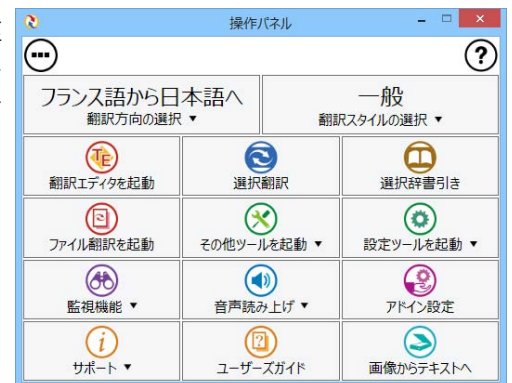 操作パネル
フランス語から日本語へ
翻訳方向の選択 ▼
一般
翻訳スタイルの選択 ▼
TE
翻訳エディタを起動
選択翻訳
選択辞書引き
ファイル翻訳を起動
その他ツールを起動 ▼
設定ツールを起動 ▼
監視機能 ▼
音声読み上げ ▼
アドイン設定
サポート ▼
ユーザーズガイド
画像からテキストへ